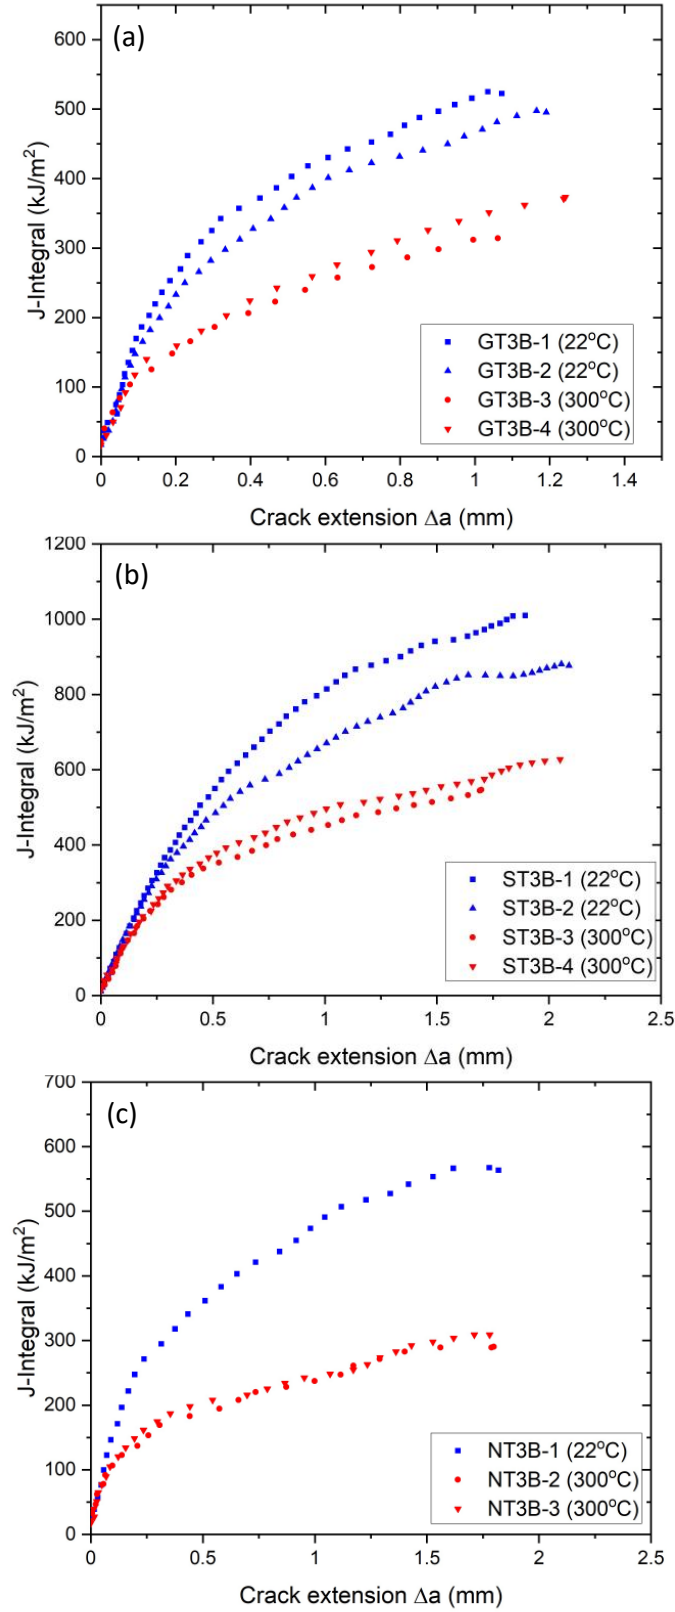 (a)
600
500
400
300
200
100
0
J-Integral (kJ/m²)
GT3B-1 (22°C)
GT3B-2 (22°C)
GT3B-3 (300°C)
GT3B-4 (300°C)
0 0.2 0.4 0.6 0.8 1 1.2 1.4
Crack extension Δa (mm)
(b)
1200
1000
800
600
400
200
0
J-Integral (kJ/m²)
ST3B-1 (22°C)
ST3B-2 (22°C)
ST3B-3 (300°C)
ST3B-4 (300°C)
0 0.5 1 1.5 2 2.5
Crack extension Δa (mm)
(c)
700
600
500
400
300
200
100
0
J-Integral (kJ/m²)
NT3B-1 (22°C)
NT3B-2 (300°C)
NT3B-3 (300°C)
0 0.5 1 1.5 2 2.5
Crack extension Δa (mm)